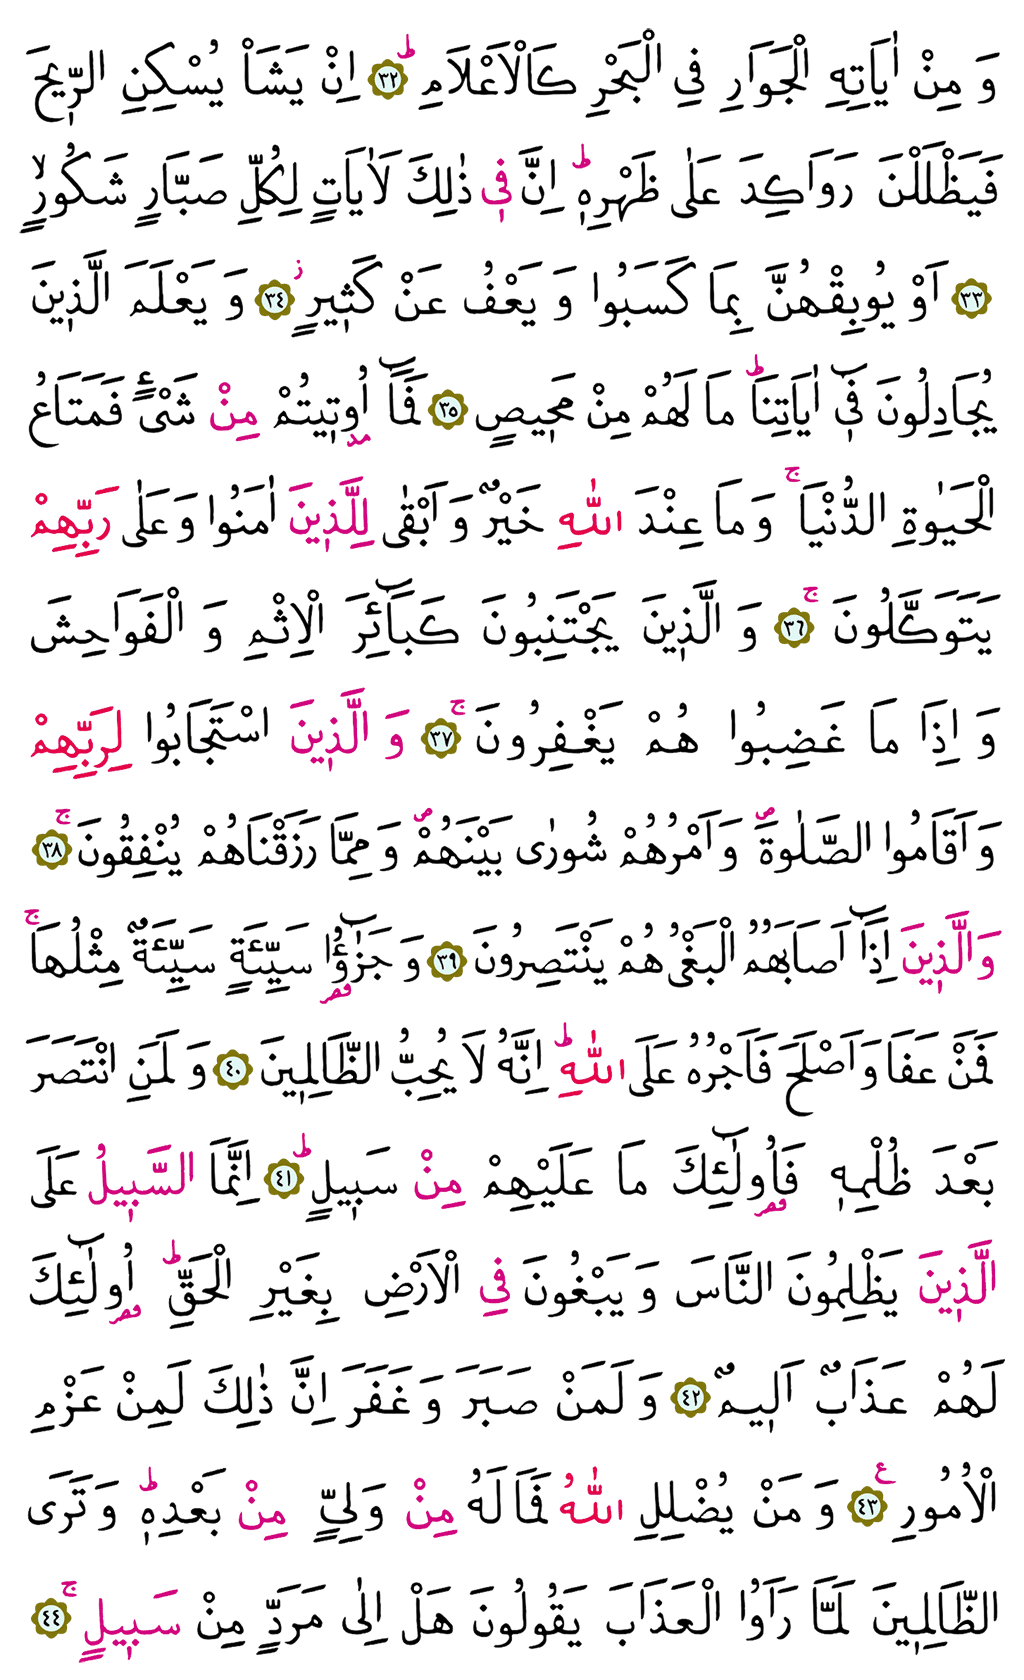 وَ مِنْ اٰيَاتِهِ الْجَوَارِ فِي الْبَحْرِ كَالْاَعْلَامِۜ ﴿٣٢﴾ اِنْ يَشَأْ يُسْكِنِ الرّٖيحَ
فَيَظْلَلْنَ رَوَاكِدَ عَلٰى ظَهْرِهٖۜ اِنَّ فٖي ذٰلِكَ لَاٰيَاتٍ لِكُلِّ صَبَّارٍ شَكُورٍۙ
﴿٣٣﴾ اَوْ يُوبِقْهُنَّ بِمَا كَسَبُوا وَ يَعْفُ عَنْ كَثٖيرٍؗ ﴿٣٤﴾ وَ يَعْلَمَ الَّذٖينَ
يُجَادِلُونَ فٖٓي اٰيَاتِنَاۜ مَا لَهُمْ مِنْ مَحٖيصٍ ﴿٣٥﴾ فَمَٓا اُو۫تٖيتُمْ مِنْ شَيْءٍ فَمَتَاعُ
الْحَيٰوةِ الدُّنْيَاۚ وَ مَا عِنْدَ اللّٰهِ خَيْرٌ وَ اَبْقٰى لِلَّذٖينَ اٰمَنُوا وَ عَلٰى رَبِّهِمْ
يَتَوَكَّلُونَۚ ﴿٣٦﴾ وَ الَّذٖينَ يَجْتَنِبُونَ كَبَٓائِرَ الْاِثْمِ وَ الْفَوَاحِشَ
وَ اِذَا مَا غَضِبُوا هُمْ يَغْفِرُونَۚ ﴿٣٧﴾ وَ الَّذٖينَ اسْتَجَابُوا لِرَبِّهِمْ
وَ اَقَامُوا الصَّلٰوةَࣕ وَ اَمْرُهُمْ شُورٰى بَيْنَهُمْࣕ وَ مِمَّا رَزَقْنَاهُمْ يُنْفِقُونَۚ ﴿٣٨﴾
وَ الَّذٖينَ اِذَٓا اَصَابَهُمُ الْبَغْيُ هُمْ يَنْتَصِرُونَ ﴿٣٩﴾ وَ جَزٰٓؤُ۬ا سَيِّئَةٍ سَيِّئَةٌ مِثْلُهَاۚ
فَمَنْ عَفَا وَ اَصْلَحَ فَاَجْرُهُ عَلَى اللّٰهِۜ اِنَّهُ لَا يُحِبُّ الظَّالِمٖينَ ﴿٤٠﴾ وَ لَمَنِ انْتَصَرَ
بَعْدَ ظُلْمِهٖ فَاُو۬لٰٓئِكَ مَا عَلَيْهِمْ مِنْ سَبٖيلٍۜ ﴿٤١﴾ اِنَّمَا السَّبٖيلُ عَلَى
الَّذٖينَ يَظْلِمُونَ النَّاسَ وَ يَبْغُونَ فِي الْاَرْضِ بِغَيْرِ الْحَقِّۜ اُو۬لٰٓئِكَ
لَهُمْ عَذَابٌ اَلٖيمٌ ﴿٤٢﴾ وَ لَمَنْ صَبَرَ وَ غَفَرَ اِنَّ ذٰلِكَ لَمِنْ عَزْمِ
الْاُمُورِࣖ ﴿٤٣﴾ وَ مَنْ يُضْلِلِ اللّٰهُ فَمَا لَهُ مِنْ وَلِيٍّ مِنْ بَعْدِهٖۜ وَ تَرَى
الظَّالِمٖينَ لَمَّا رَاَوُا الْعَذَابَ يَقُولُونَ هَلْ اِلٰى مَرَدٍّ مِنْ سَبٖيلٍۚ ﴿٤٤﴾